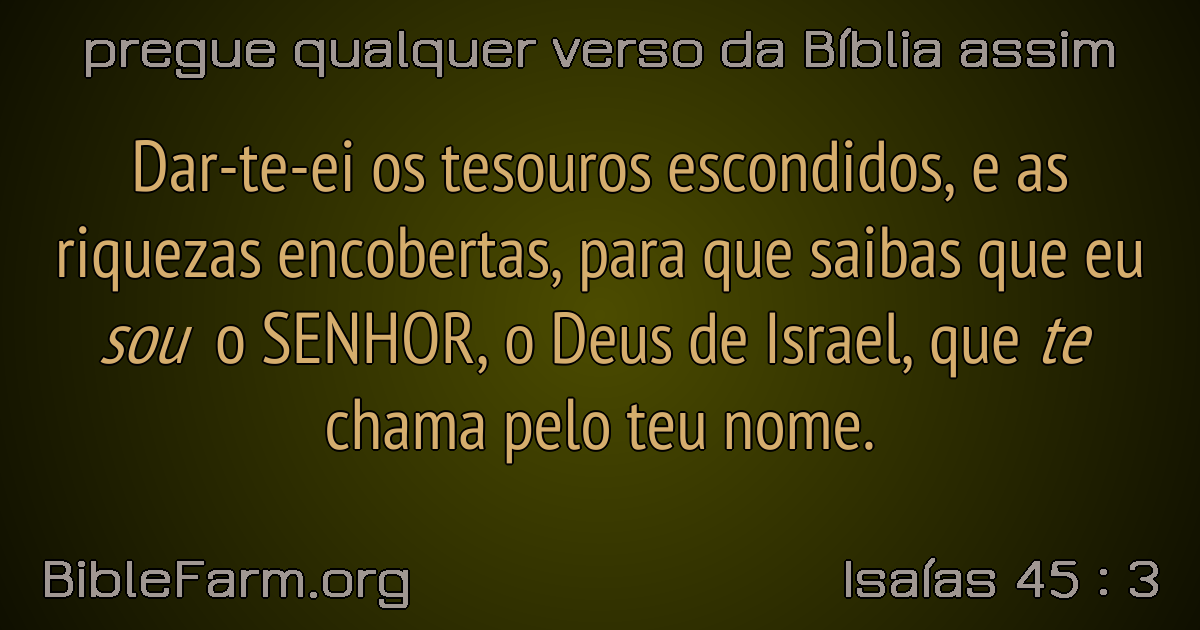 pregue qualquer verso da Bíblia assim
Dar-te-ei os tesouros escondidos, e as
riquezas encobertas, para que saibas que eu
sou o SENHOR, o Deus de Israel, que te
chama pelo teu nome.
BibleFarm.org
Isaías 45 : 3